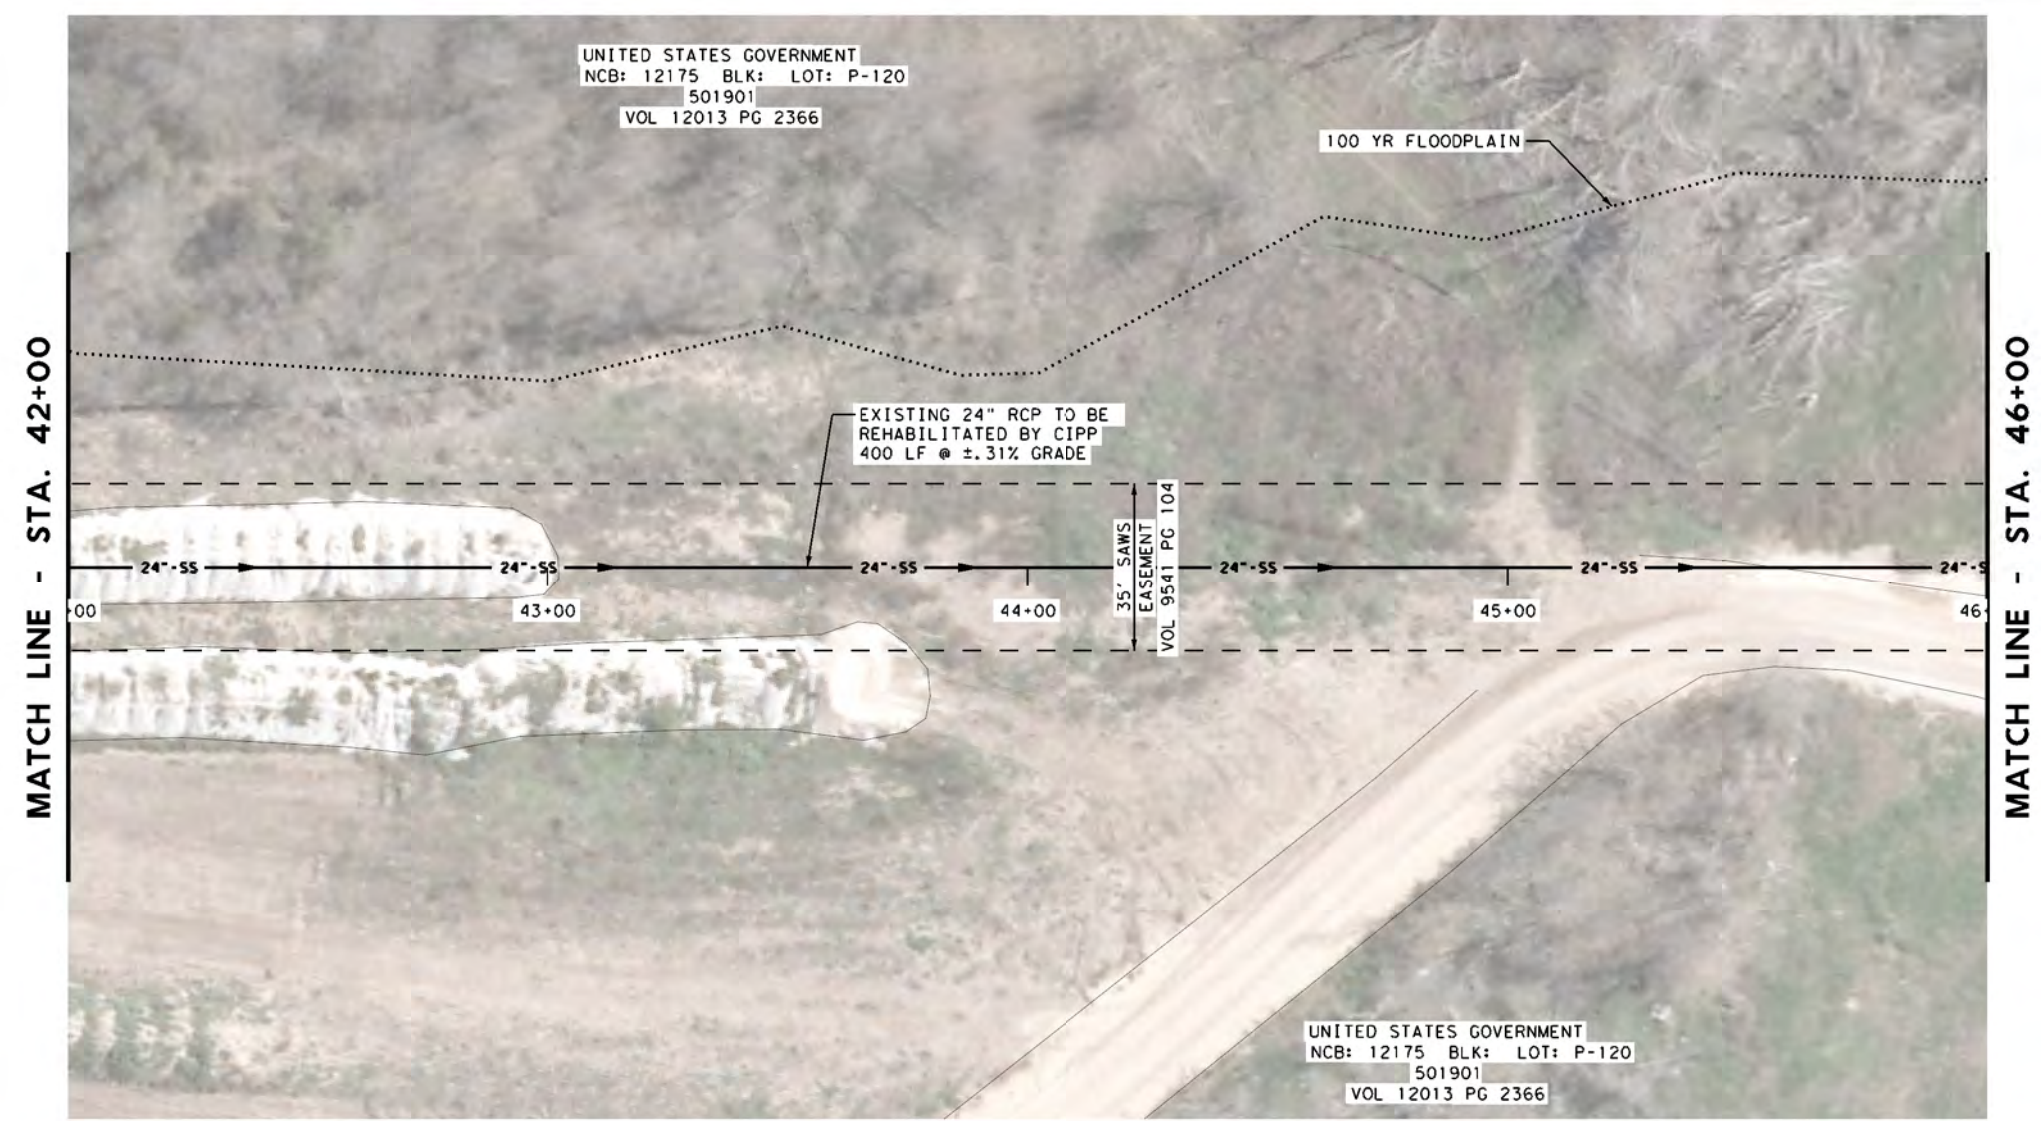 UNITED STATES GOVERNMENT
NCB: 12175 BLK: LOT: P-120
501901
VOL 12013 PG 2366
100 YR FLOODPLAIN
MATCH LINE - STA. 42+00
MATCH LINE - STA. 46+00
EXISTING 24" RCP TO BE
REHABILITATED BY CIPP
400 LF @ ±.31% GRADE
35' SAWS
EASEMENT
VOL 9541 PG 104
24"-SS
24"-SS
24"-SS
24"-SS
24"-SS
24"-S
+00
43+00
44+00
45+00
46+
UNITED STATES GOVERNMENT
NCB: 12175 BLK: LOT: P-120
501901
VOL 12013 PG 2366